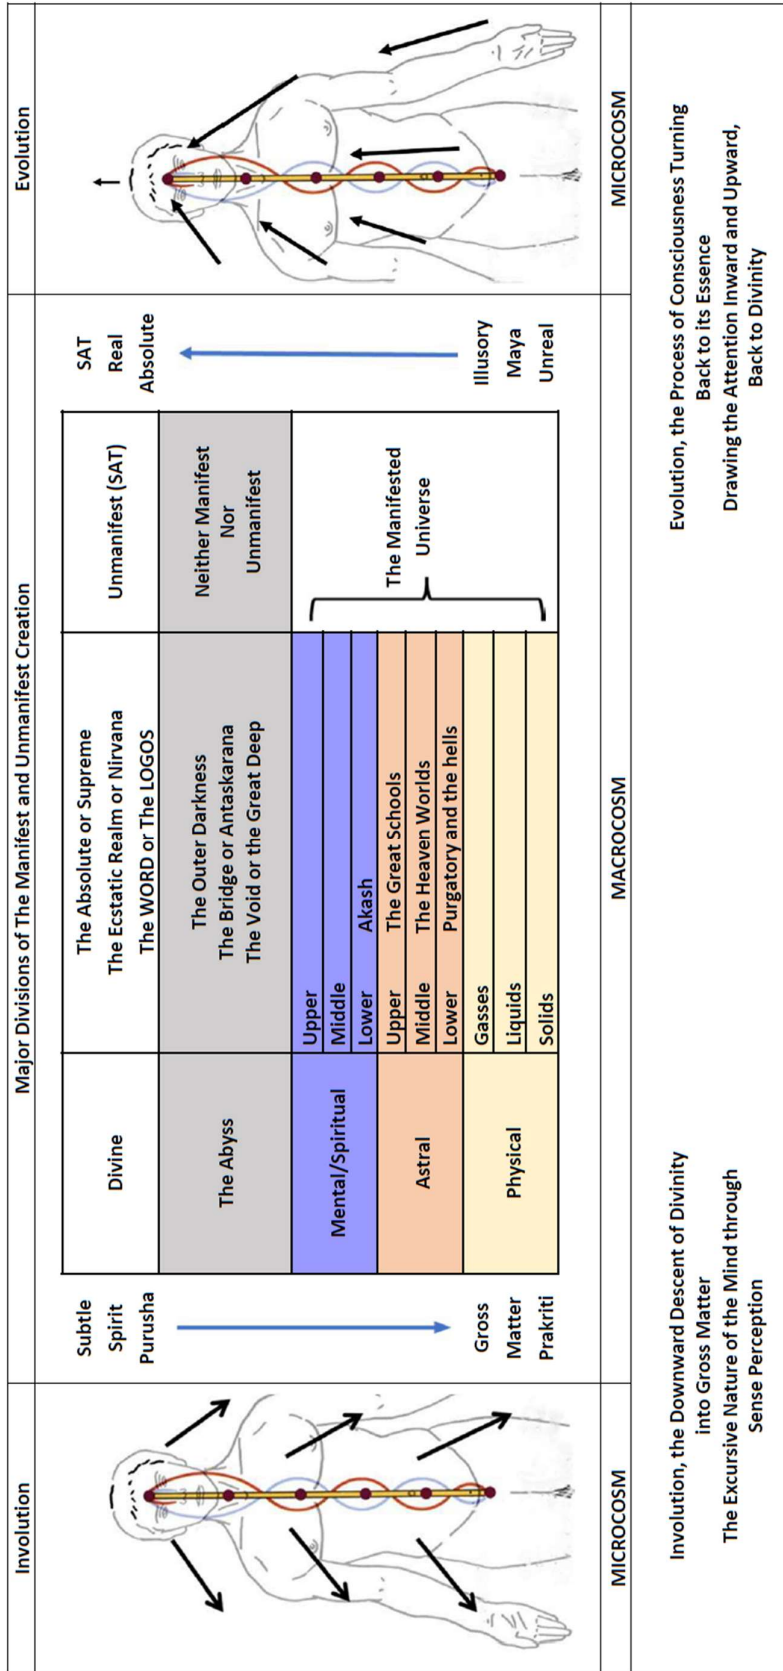 Major Divisions of The Manifest and Unmanifest Creation
Involution
Evolution
Subtle
Spirit
Purusha
Gross
Matter
Prakriti
Divine
The Absolute or Supreme
The Ecstatic Realm or Nirvana
The WORD or The LOGOS
Unmanifest (SAT)
The Abyss
The Outer Darkness
The Bridge or Antaskarana
The Void or the Great Deep
Neither Manifest
Nor
Unmanifest
Mental/Spiritual
Upper
Middle
Lower Akash
Astral
Upper The Great Schools
Middle The Heaven Worlds
Lower Purgatory and the hells
Physical
Gasses
Liquids
Solids
The Manifested
Universe
SAT
Real
Absolute
Illusory
Maya
Unreal
MICROCOSM
MACROCOSM
MICROCOSM
Involution, the Downward Descent of Divinity
into Gross Matter
The Excursive Nature of the Mind through
Sense Perception
Evolution, the Process of Consciousness Turning
Back to its Essence
Drawing the Attention Inward and Upward,
Back to Divinity